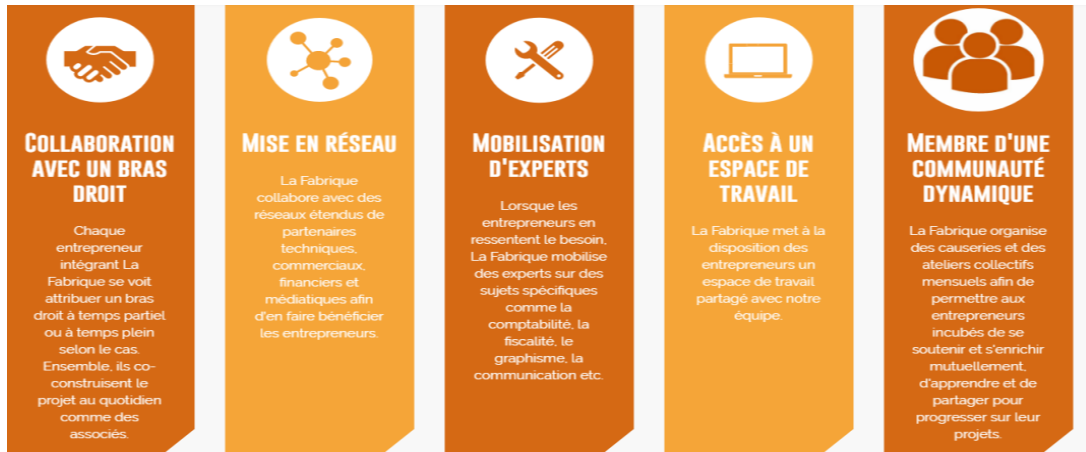 COLLABORATION
AVEC UN BRAS
DROIT
Chaque
entrepreneur
intégrant La
Fabrique se voit
attribuer un bras
droit à temps partiel
ou à temps plein
selon le cas.
Ensemble, ils co-
construisent le
projet au quotidien
comme des
associés.
MISE EN RÉSEAU
La Fabrique
collabore avec des
réseaux étendus de
partenaires
techniques,
commerciaux,
financiers et
médiatiques afin
d'en faire bénéficier
les entrepreneurs.
MOBILISATION
D'EXPERTS
Lorsque les
entrepreneurs en
ressentent le besoin,
La Fabrique mobilise
des experts sur des
sujets spécifiques
comme la
comptabilité, la
fiscalité, le
graphisme, la
communication etc.
ACCÈS À UN
ESPACE DE
TRAVAIL
La Fabrique met à la
disposition des
entrepreneurs un
espace de travail
partagé avec notre
équipe.
MEMBRE D'UNE
COMMUNAUTÉ
DYNAMIQUE
La Fabrique organise
des causeries et des
ateliers collectifs
mensuels afin de
permettre aux
entrepreneurs
incubés de se
soutenir et s'enrichir
mutuellement,
d'apprendre et de
partager pour
progresser sur leur
projets.